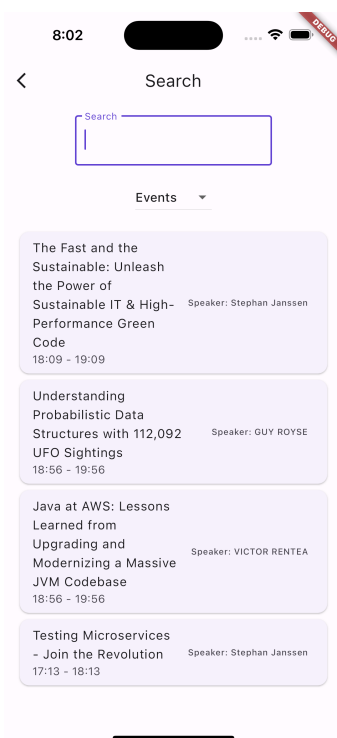 8:02
DEBUG
Search
Search
Events
The Fast and the
Sustainable: Unleash
the Power of
Sustainable IT & High-
Performance Green
Code
18:09 - 19:09
Speaker: Stephan Janssen
Understanding
Probabilistic Data
Structures with 112,092
UFO Sightings
18:56 - 19:56
Speaker: GUY ROYSE
Java at AWS: Lessons
Learned from
Upgrading and
Modernizing a Massive
JVM Codebase
18:56 - 19:56
Speaker: VICTOR RENTEA
Testing Microservices
- Join the Revolution
17:13 - 18:13
Speaker: Stephan Janssen